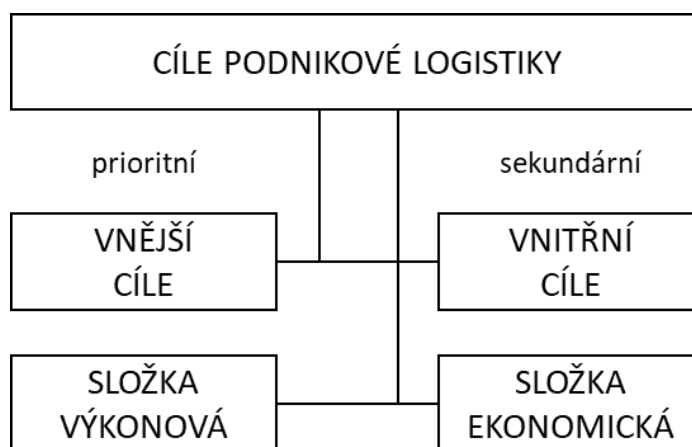 CÍLE PODNIKOVÉ LOGISTIKY
prioritní
sekundární
VNĚJŠÍ
CÍLE
VNITŘNÍ
CÍLE
SLOŽKA
VÝKONOVÁ
SLOŽKA
EKONOMICKÁ